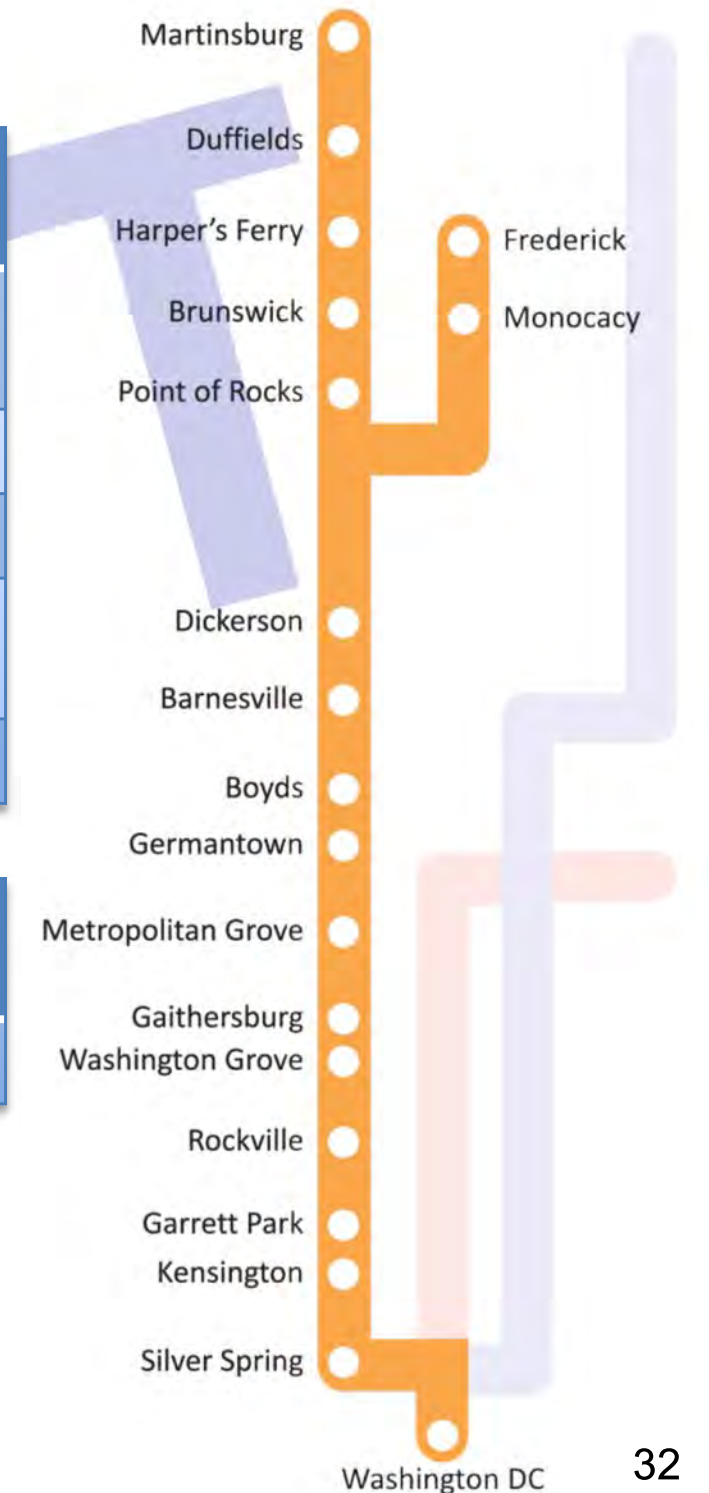 Martinsburg
Duffields
Harper's Ferry
Frederick
Brunswick
Monocacy
Point of Rocks
Dickerson
Barnesville
Boyds
Germantown
Metropolitan Grove
Gaithersburg
Washington Grove
Rockville
Garrett Park
Kensington
Silver Spring
Washington DC
32